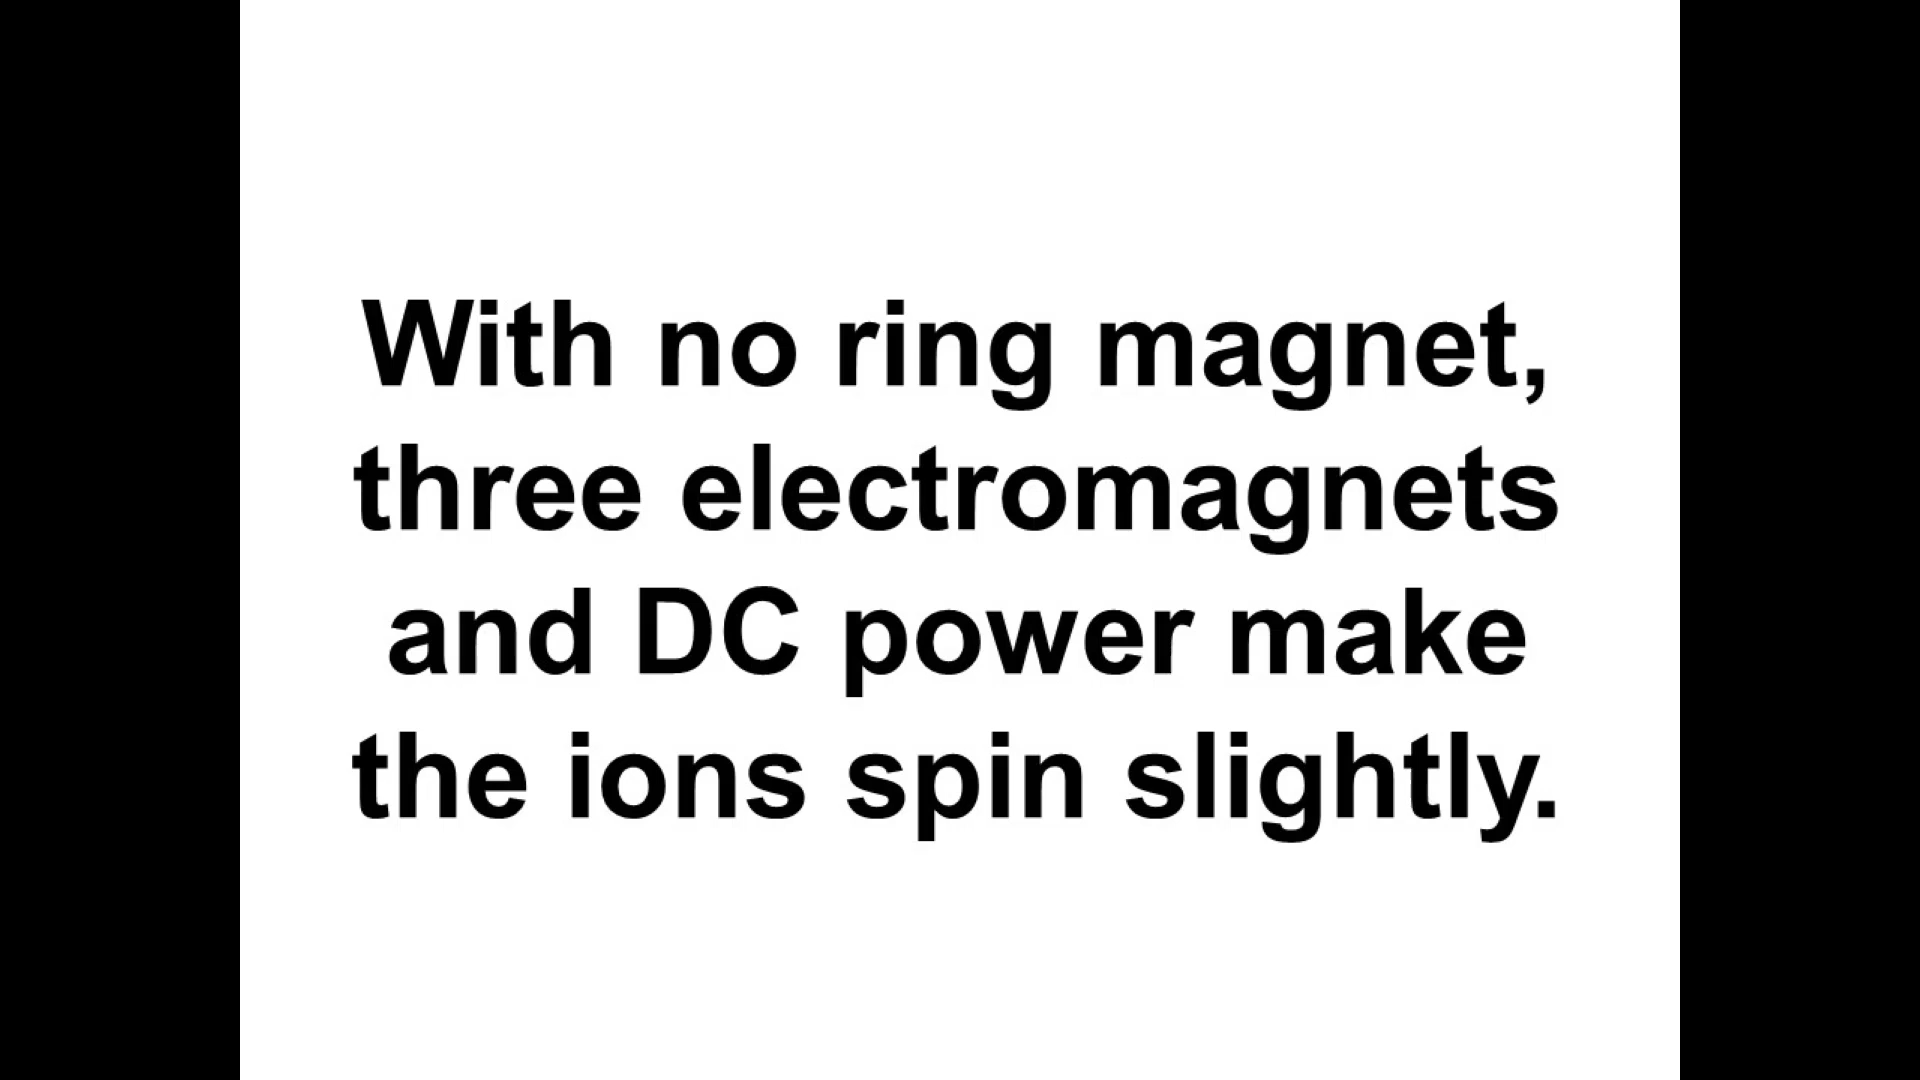 With no ring magnet,
three electromagnets
and DC power make
the ions spin slightly.